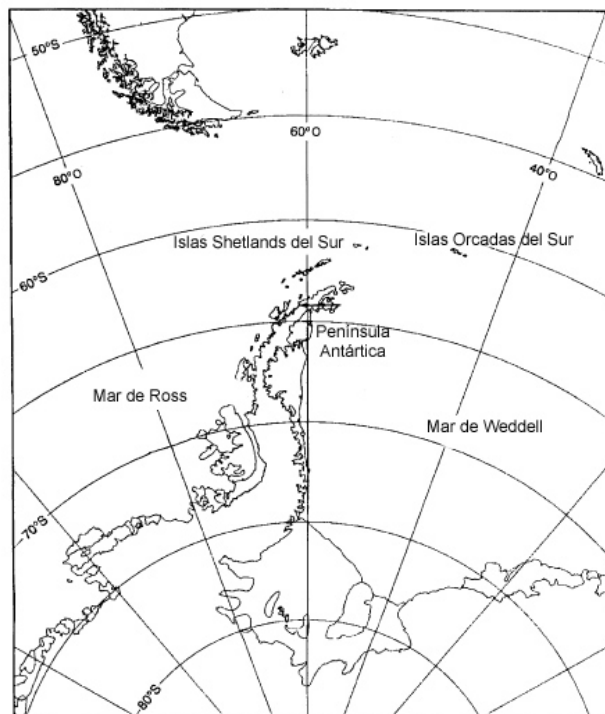 50°S
60°O
80°O
40°O
Islas Shetlands del Sur
Islas Orcadas del Sur
60°S
Península
Antártica
Mar de Ross
Mar de Weddell
70°S
80°S